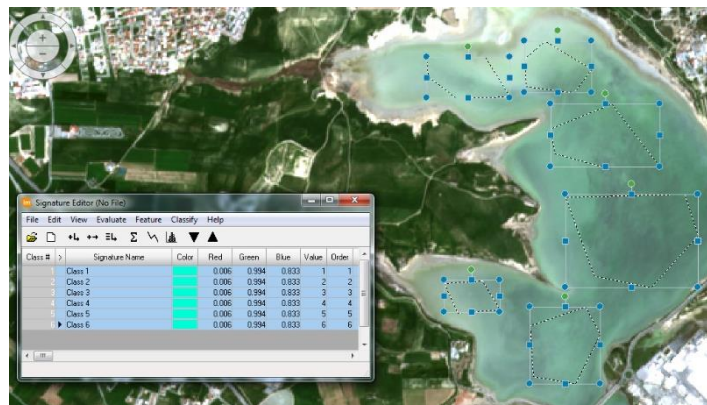 Signature Editor (No File)
File Edit View Evaluate Feature Classify Help
Class # > Signature Name Color Red Green Blue Value Order
1 Class 1 0.006 0.994 0.833 1 1
2 Class 2 0.006 0.994 0.833 2 2
3 Class 3 0.006 0.994 0.833 3 3
4 Class 4 0.006 0.994 0.833 4 4
5 Class 5 0.006 0.994 0.833 5 5
6 Class 6 0.006 0.994 0.833 6 6